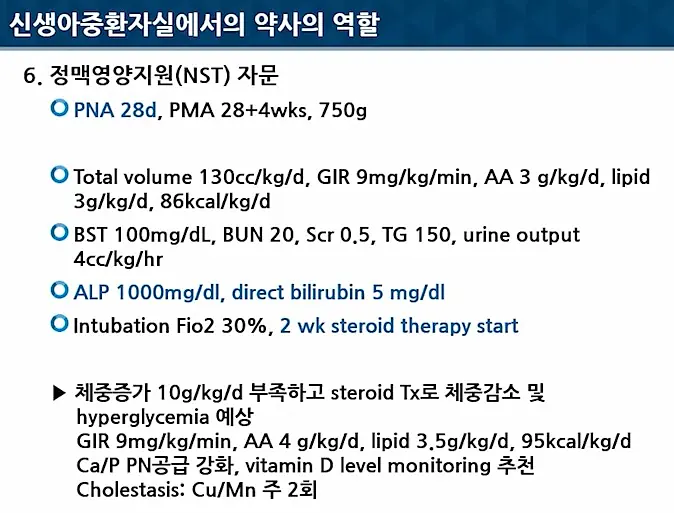 신생아중환자실에서의 약사의 역할
6. 정맥영양지원(NST) 자문
PNA 28d, PMA 28+4wks, 750g
Total volume 130cc/kg/d, GIR 9mg/kg/min, AA 3 g/kg/d, lipid
3g/kg/d, 86kcal/kg/d
BST 100mg/dL, BUN 20, Scr 0.5, TG 150, urine output
4cc/kg/hr
ALP 1000mg/dl, direct bilirubin 5 mg/dl
Intubation Fio2 30%, 2 wk steroid therapy start
▶ 체중증가 10g/kg/d 부족하고 steroid Tx로 체중감소 및
hyperglycemia 예상
GIR 9mg/kg/min, AA 4 g/kg/d, lipid 3.5g/kg/d, 95kcal/kg/d
Ca/P PN공급 강화, vitamin D level monitoring 추천
Cholestasis: Cu/Mn 주 2회